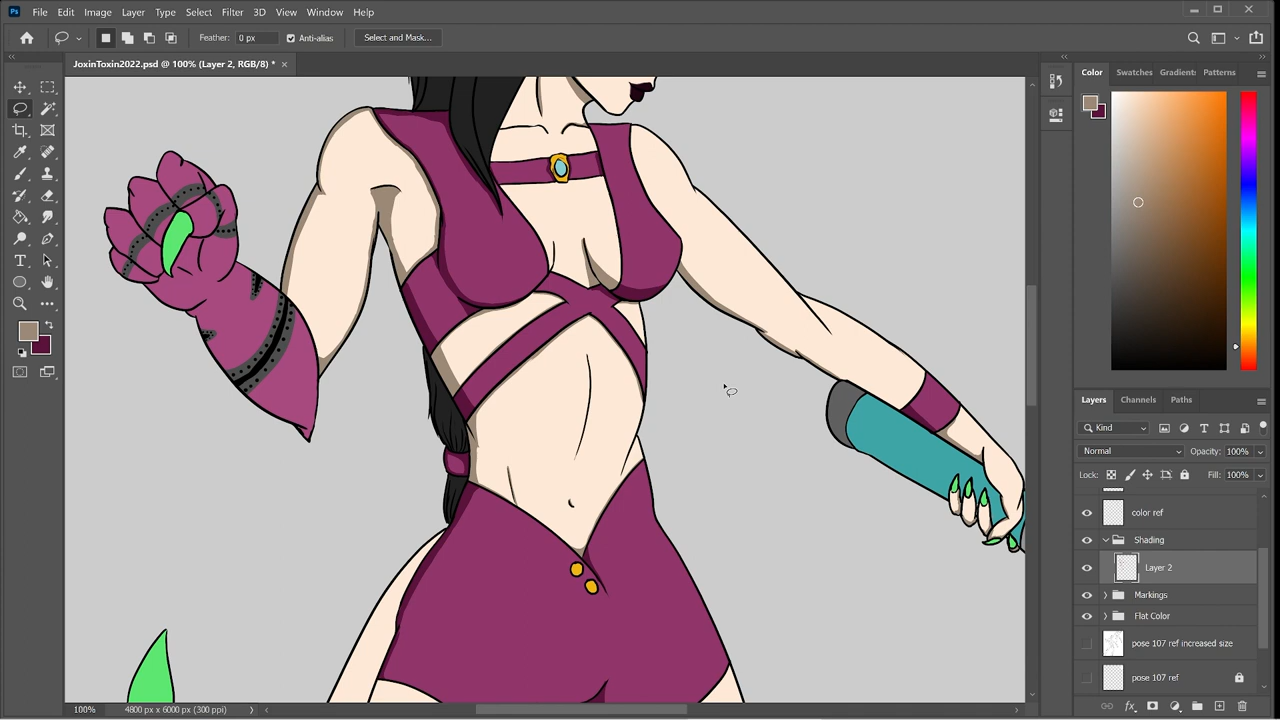 Ps File Edit Image Layer Type Select Filter 3D View Window Help
Feather: 0 px Anti-alias Select and Mask...
JoxinToxin2022.psd @ 100% (Layer 2, RGB/8) * ×
Color Swatches Gradient: Patterns
Layers Channels Paths
Kind
Normal Opacity: 100%
Lock: Fill: 100%
color ref
Shading
Layer 2
Markings
Flat Color
pose 107 ref increased size
pose 107 ref
100% 4800 px x 6000 px (300 ppi)